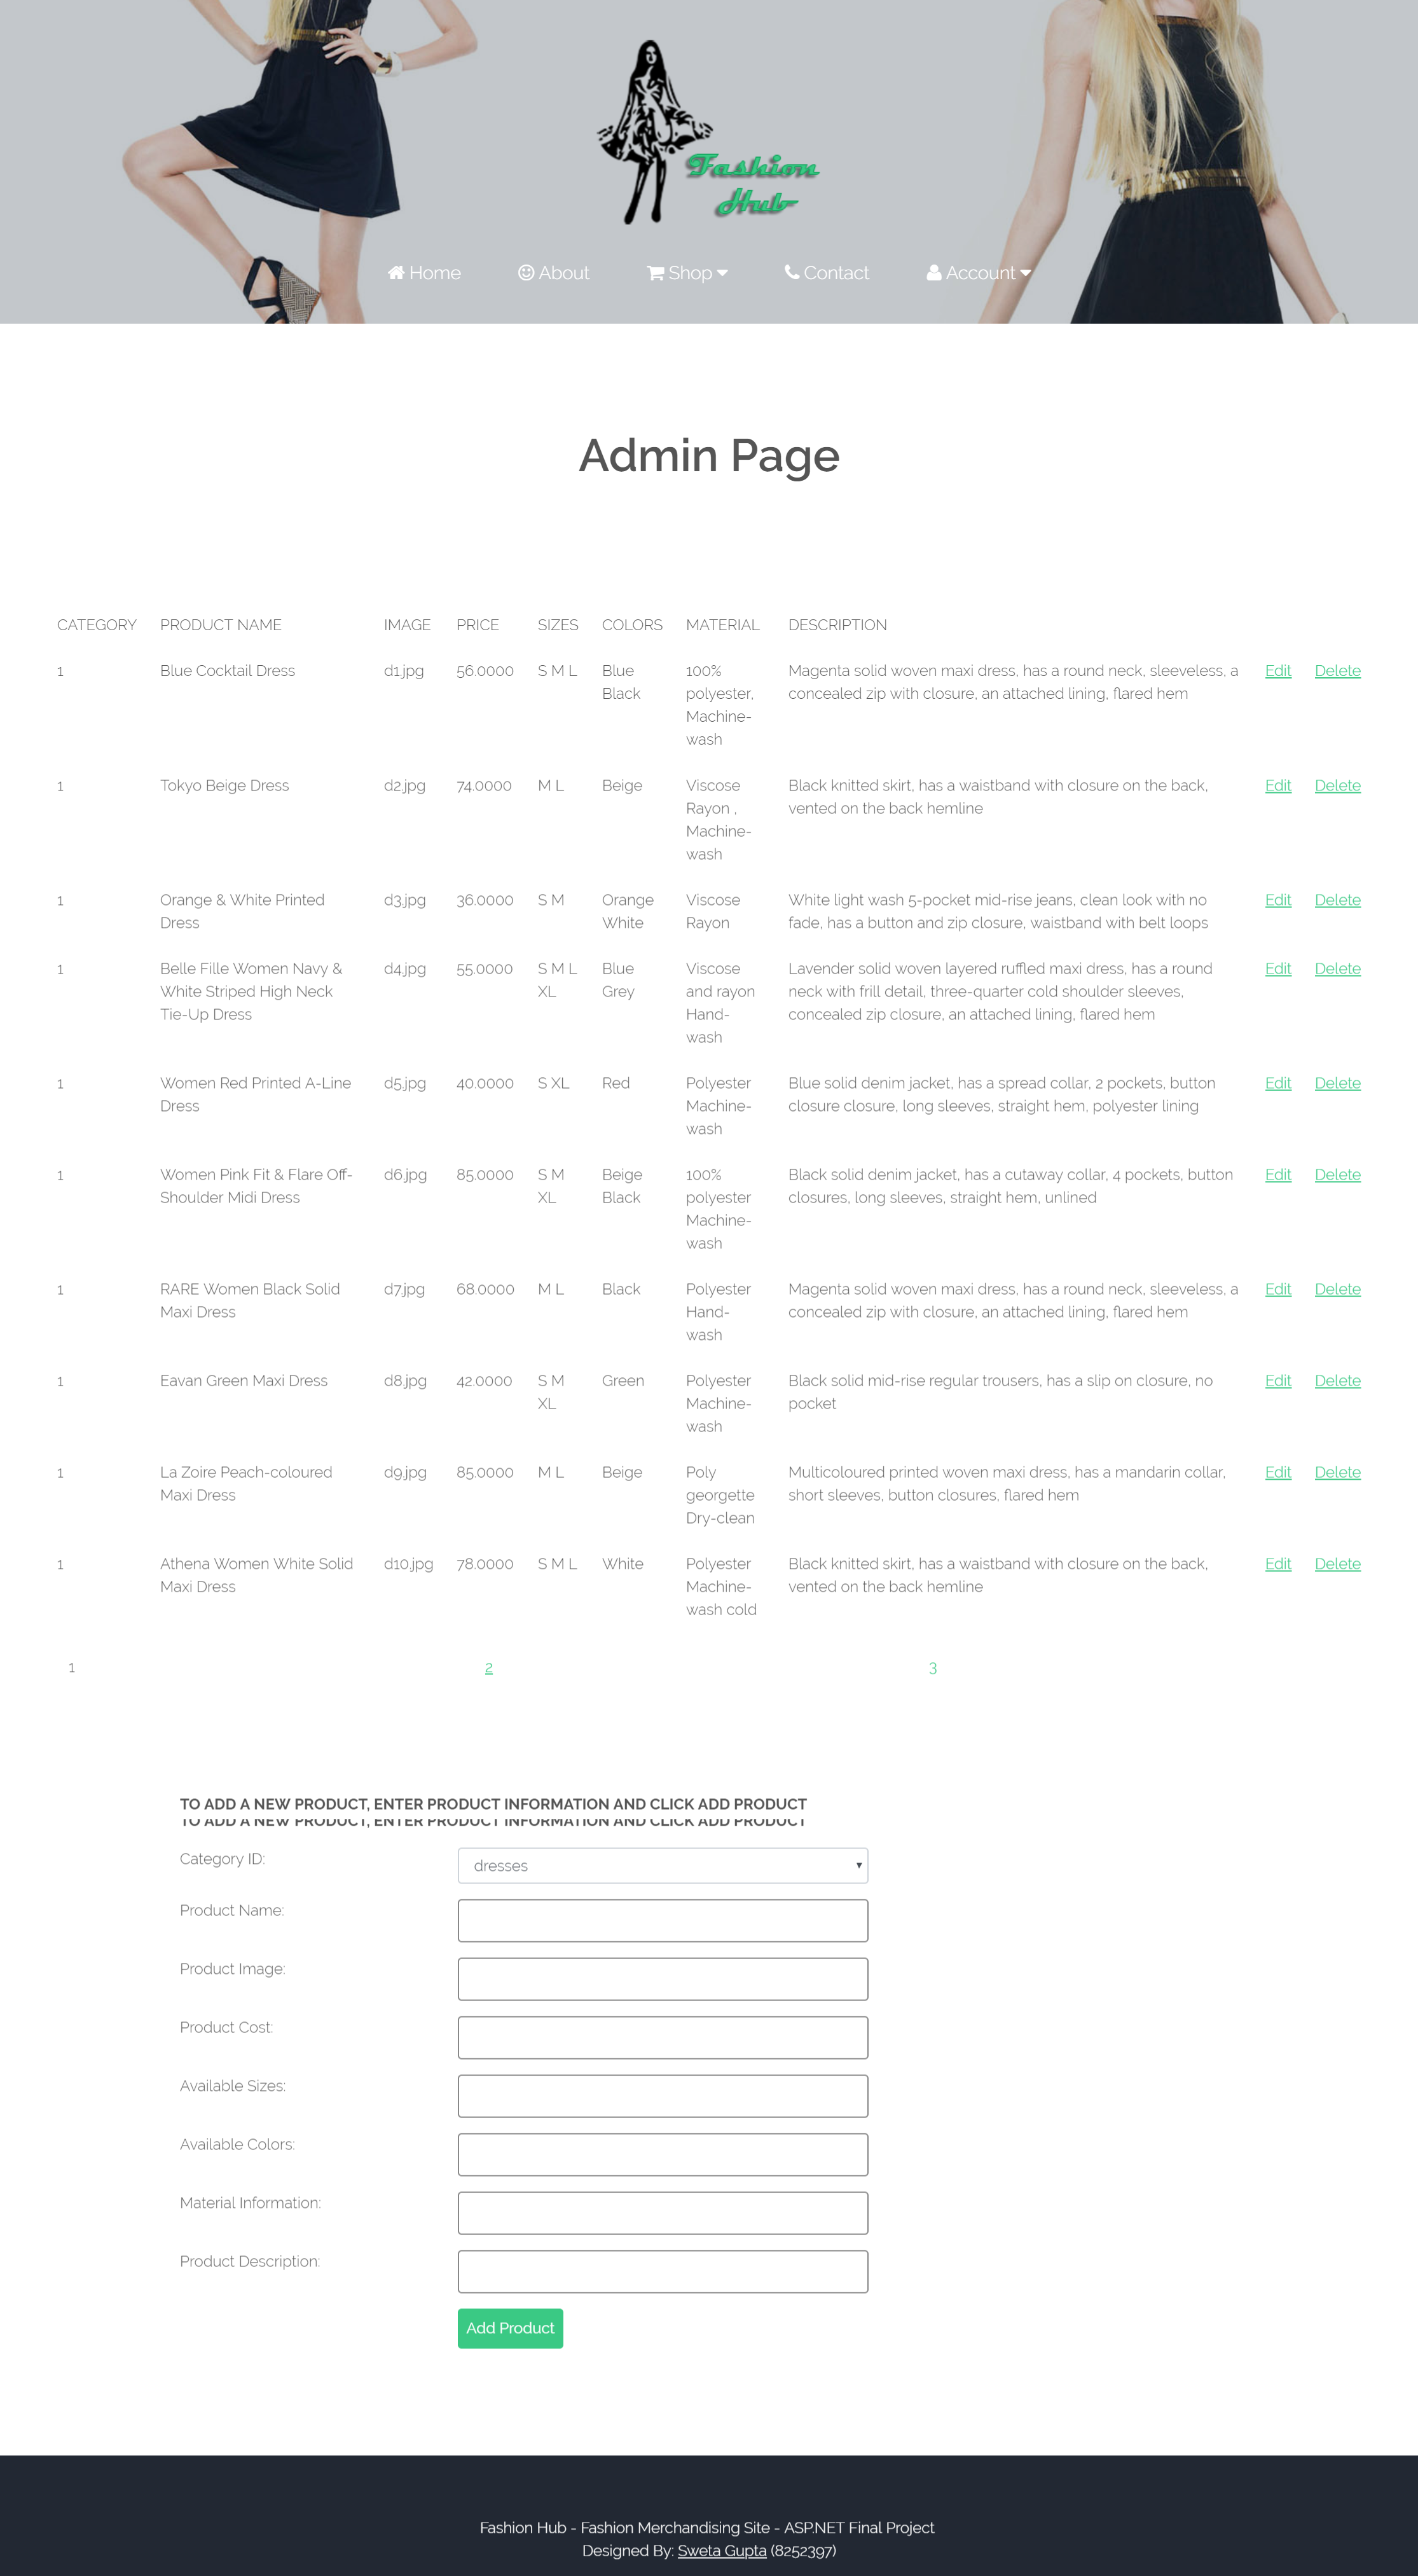 Fashion
Hub
Home About Shop Contact Account
Admin Page
CATEGORY PRODUCT NAME IMAGE PRICE SIZES COLORS MATERIAL DESCRIPTION
1 Blue Cocktail Dress d1.jpg 56.0000 S M L Blue 100% Magenta solid woven maxi dress, has a round neck, sleeveless, a Edit Delete
Black polyester, concealed zip with closure, an attached lining, flared hem
Machine-
wash
1 Tokyo Beige Dress d2.jpg 74.0000 M L Beige Viscose Black knitted skirt, has a waistband with closure on the back, Edit Delete
Rayon , vented on the back hemline
Machine-
wash
1 Orange & White Printed d3.jpg 36.0000 S M Orange Viscose White light wash 5-pocket mid-rise jeans, clean look with no Edit Delete
Dress White Rayon fade, has a button and zip closure, waistband with belt loops
1 Belle Fille Women Navy & d4.jpg 55.0000 S M L Blue Viscose Lavender solid woven layered ruffled maxi dress, has a round Edit Delete
White Striped High Neck XL Grey and rayon neck with frill detail, three-quarter cold shoulder sleeves,
Tie-Up Dress Hand- concealed zip closure, an attached lining, flared hem
wash
1 Women Red Printed A-Line d5.jpg 40.0000 S XL Red Polyester Blue solid denim jacket, has a spread collar, 2 pockets, button Edit Delete
Dress Machine- closure closure, long sleeves, straight hem, polyester lining
wash
1 Women Pink Fit & Flare Off- d6.jpg 85.0000 S M Beige 100% Black solid denim jacket, has a cutaway collar, 4 pockets, button Edit Delete
Shoulder Midi Dress XL Black polyester closures, long sleeves, straight hem, unlined
Machine-
wash
1 RARE Women Black Solid d7.jpg 68.0000 M L Black Polyester Magenta solid woven maxi dress, has a round neck, sleeveless, a Edit Delete
Maxi Dress Hand- concealed zip with closure, an attached lining, flared hem
wash
1 Eavan Green Maxi Dress d8.jpg 42.0000 S M Green Polyester Black solid mid-rise regular trousers, has a slip on closure, no Edit Delete
XL Machine- pocket
wash
1 La Zoire Peach-coloured d9.jpg 85.0000 M L Beige Poly Multicoloured printed woven maxi dress, has a mandarin collar, Edit Delete
Maxi Dress georgette short sleeves, button closures, flared hem
Dry-clean
1 Athena Women White Solid d10.jpg 78.0000 S M L White Polyester Black knitted skirt, has a waistband with closure on the back, Edit Delete
Maxi Dress Machine- vented on the back hemline
wash cold
1 2 3
TO ADD A NEW PRODUCT, ENTER PRODUCT INFORMATION AND CLICK ADD PRODUCT
TO ADD A NEW PRODUCT, ENTER PRODUCT INFORMATION AND CLICK ADD PRODUCT
Category ID: dresses
Product Name:
Product Image:
Product Cost:
Available Sizes:
Available Colors:
Material Information:
Product Description:
Add Product
Fashion Hub - Fashion Merchandising Site - ASP.NET Final Project
Designed By: Sweta Gupta (8252397)